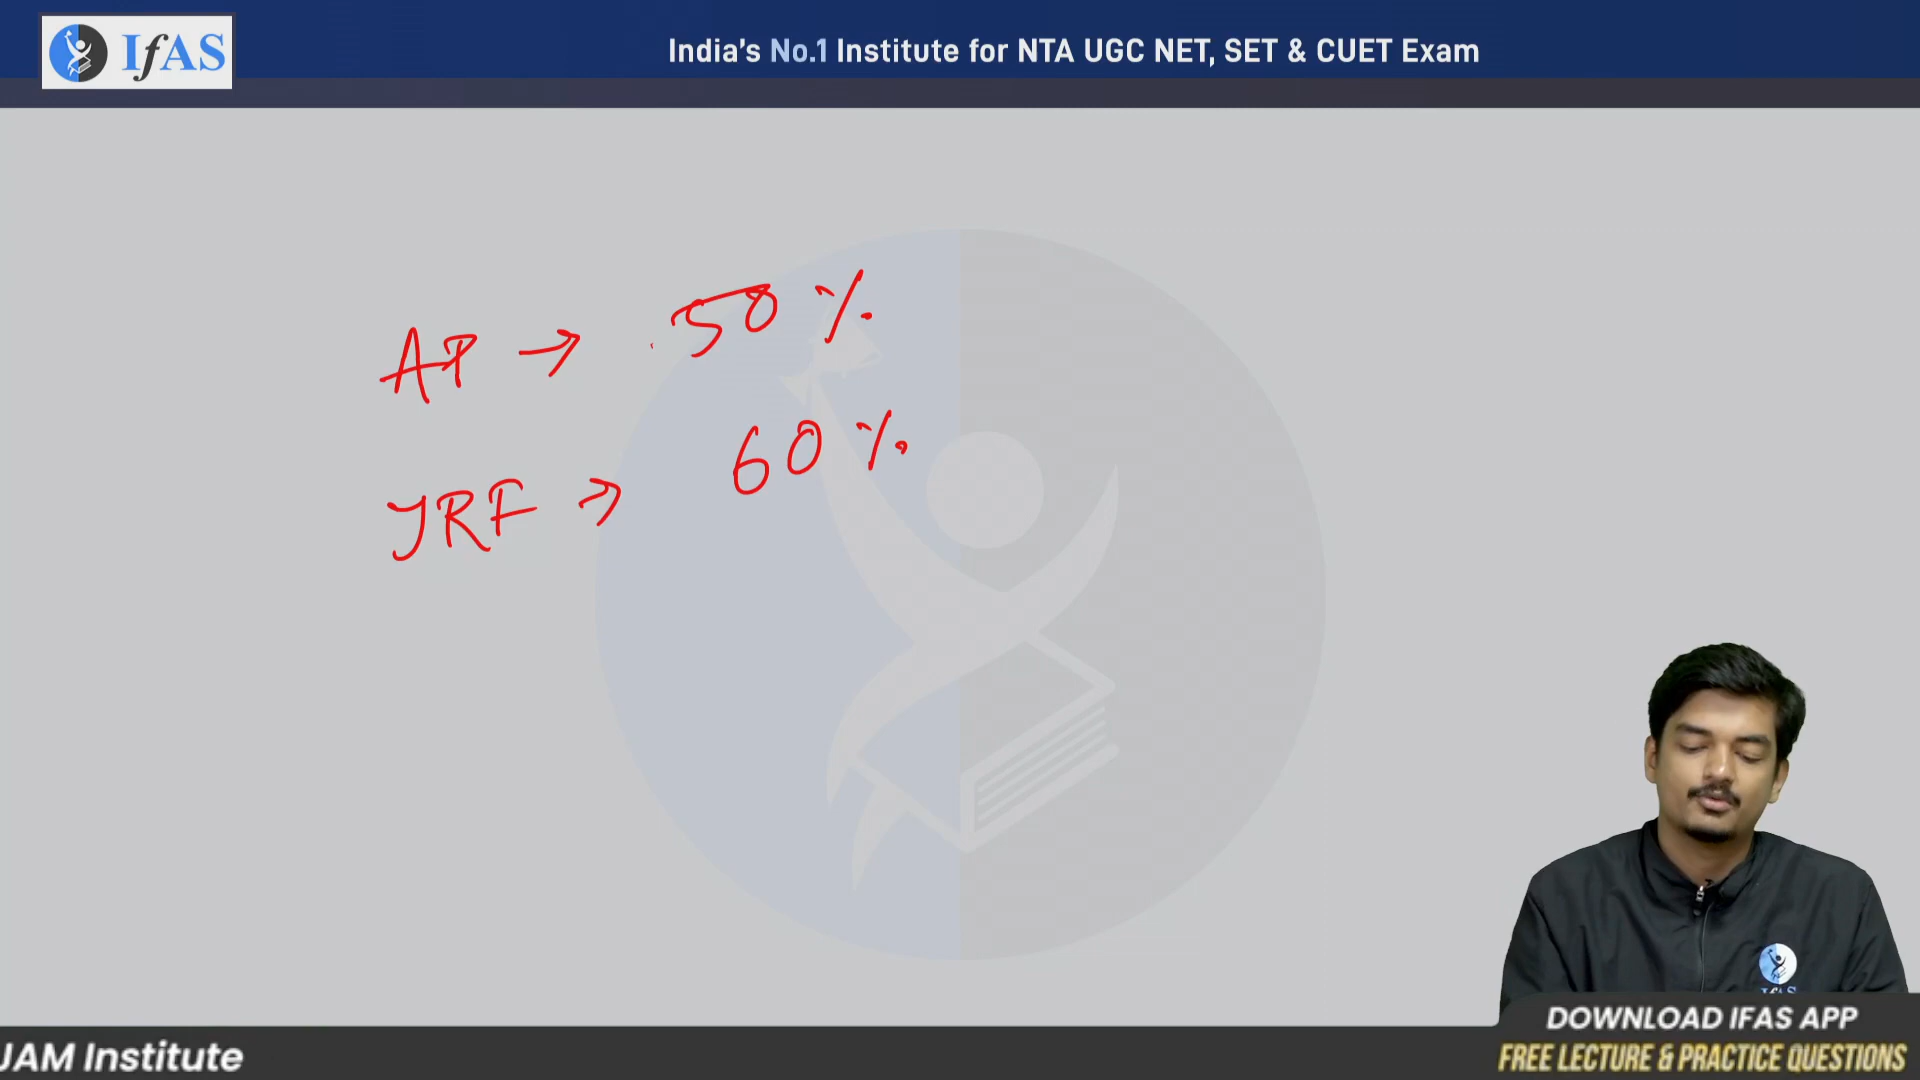 IfAS
India's No.1 Institute for NTA UGC NET, SET & CUET Exam
AP → 50 %
JRF → 60 %
DOWNLOAD IFAS APP
JAM Institute
FREE LECTURE & PRACTICE QUESTIONS